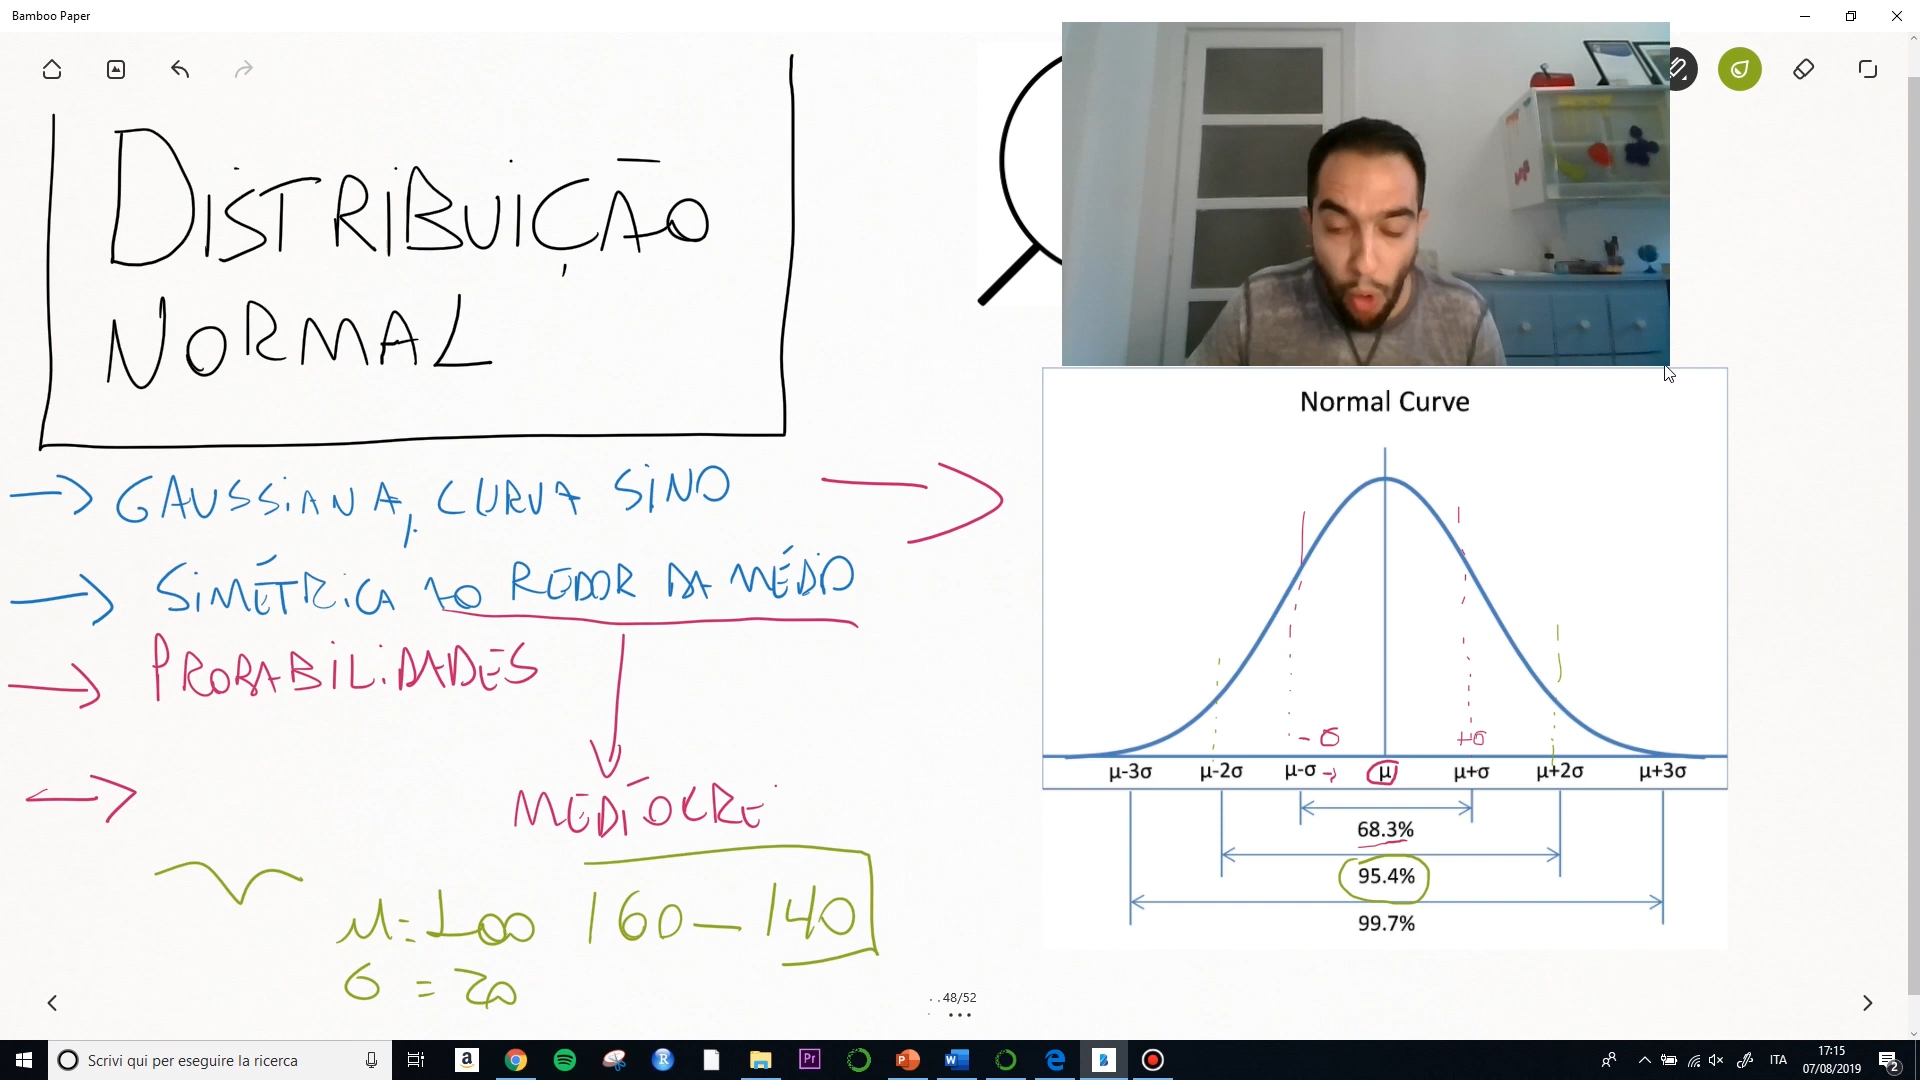 Bamboo Paper
DISTRIBUIÇÃO
NORMAL
→ GAUSSIANA, CURVA SINO
→ SIMÉTRICA AO REDOR DA MÉDIA
→ PROBABILIDADES
MEDÍOCRE
μ = 100 160 — 140
σ = 20
Normal Curve
- σ +σ
μ-3σ μ-2σ μ-σ μ μ+σ μ+2σ μ+3σ
68.3%
95.4%
99.7%
48/52
Scrivi qui per eseguire la ricerca
ITA
17:15
07/08/2019
2